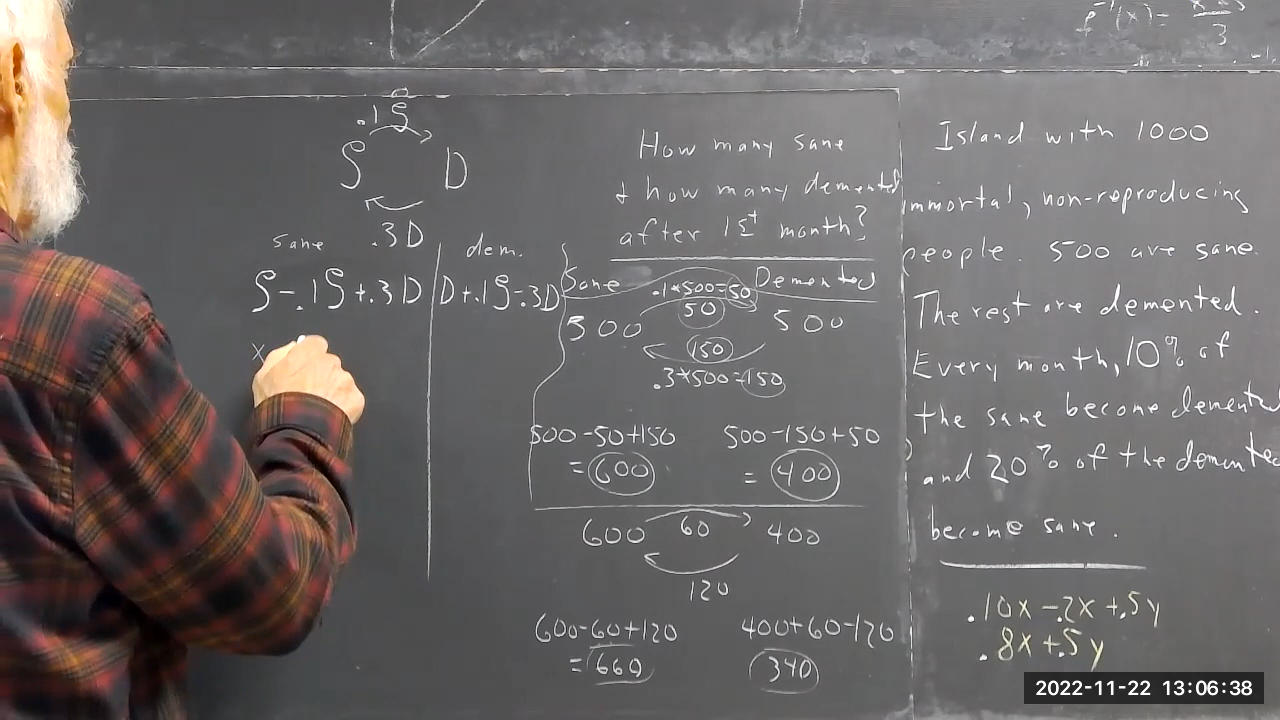 .1S
S D
.3D
sane
dem.
S-.1S+.3D
D+.1S-.3D
x
How many sane
+ how many demented
after 1st month?
Sane
Demented
.1*500=50
50
500 500
150
.3*500=150
500-50+150
=600
500-150+50
=400
600 60 400
120
600-60+120
=660
400+60-120
340
Island with 1000
immortal, non-reproducing
people. 500 are sane.
The rest are demented.
Every month, 10% of
the sane become demented
and 20% of the demented
become sane.
.10x-.2x+.5y
.8x+.5y
2022-11-22 13:06:38